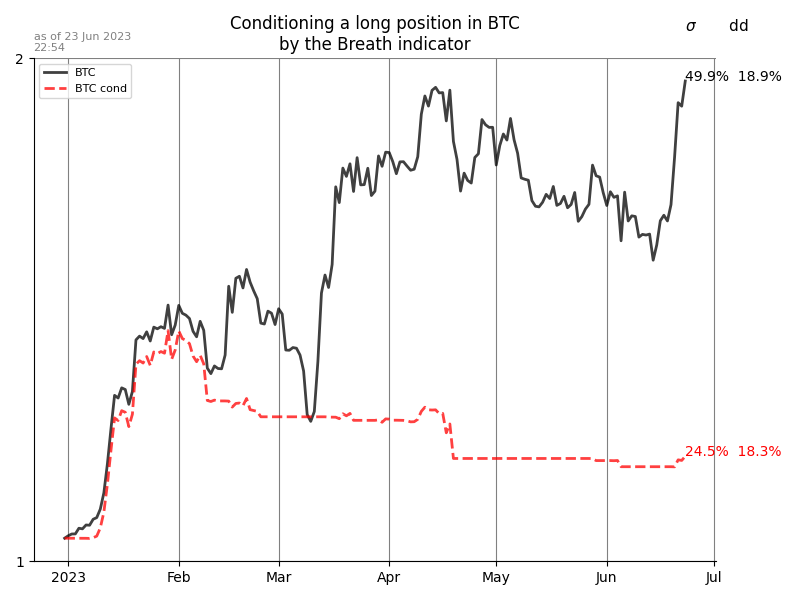 Conditioning a long position in BTC
by the Breath indicator
σ dd
as of 23 Jun 2023
22:54
2
BTC
BTC cond
49.9% 18.9%
24.5% 18.3%
1
2023 Feb Mar Apr May Jun Jul